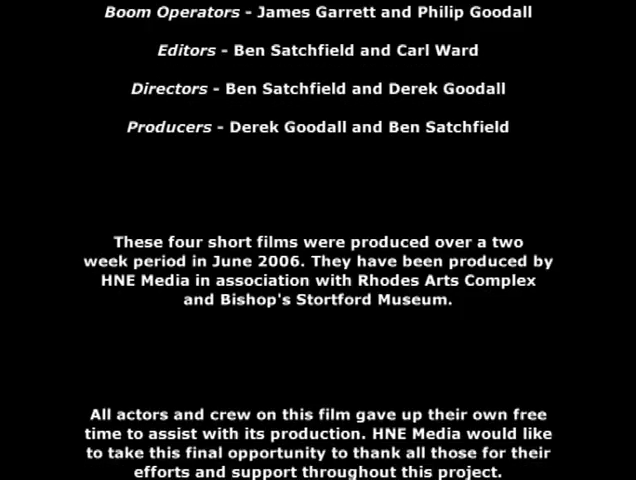 Boom Operators - James Garrett and Philip Goodall
Editors - Ben Satchfield and Carl Ward
Directors - Ben Satchfield and Derek Goodall
Producers - Derek Goodall and Ben Satchfield
These four short films were produced over a two
week period in June 2006. They have been produced by
HNE Media in association with Rhodes Arts Complex
and Bishop's Stortford Museum.
All actors and crew on this film gave up their own free
time to assist with its production. HNE Media would like
to take this final opportunity to thank all those for their
efforts and support throughout this project.